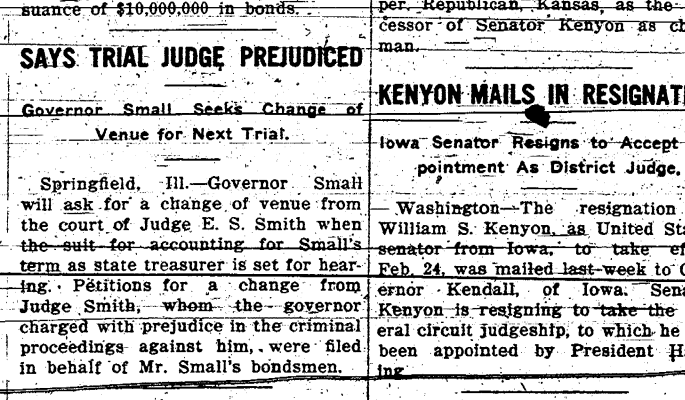 suance of $10,000,000 in bonds.
SAYS TRIAL JUDGE PREJUDICED
Governor Small Seeks Change of
Venue for Next Trial.
Springfield, Ill.—Governor Small
will ask for a change of venue from
the court of Judge E. S. Smith when
the suit for accounting for Small's
term as state treasurer is set for hear-
ing. Petitions for a change from
Judge Smith, whom the governor
charged with prejudice in the criminal
proceedings against him, were filed
in behalf of Mr. Small's bondsmen.
per. Republican, Kansas, as the
cessor of Senator Kenyon as ch
man.
KENYON MAILS IN RESIGNAT
Iowa Senator Resigns to Accept
pointment As District Judge.
Washington—The resignation
William S. Kenyon, as United Sta
senator from Iowa, to take ef
Feb. 24, was mailed last week to G
ernor Kendall, of Iowa. Sena
Kenyon is resigning to take the
eral circuit judgeship, to which he
been appointed by President H
ing